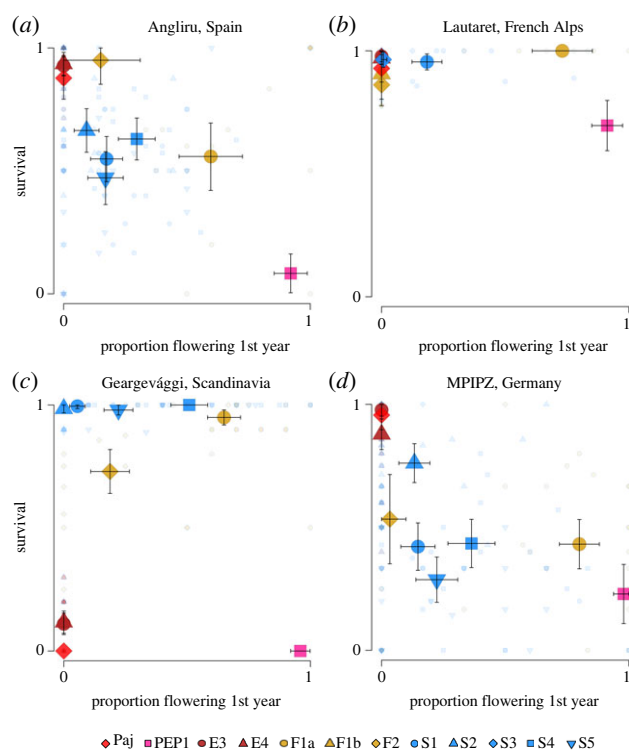 (a) Angliru, Spain
1
survival
0
0 1
proportion flowering 1st year
(b) Lautaret, French Alps
1
0
0 1
proportion flowering 1st year
(c) Geargevággi, Scandinavia
1
survival
0
0 1
proportion flowering 1st year
(d) MPIPZ, Germany
1
0
0 1
proportion flowering 1st year
Paj PEP1 E3 E4 F1a F1b F2 S1 S2 S3 S4 S5